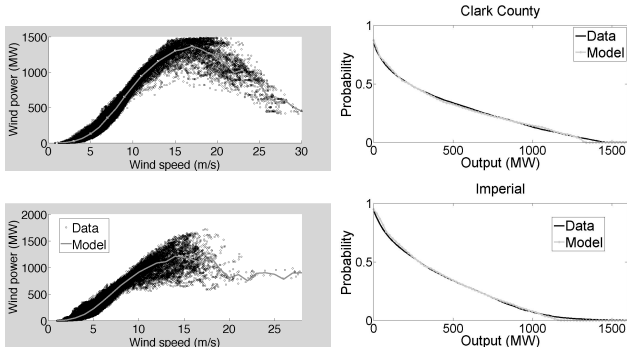 Clark County
Wind power (MW)
1500
1000
500
0
0
5
10
15
20
25
30
Wind speed (m/s)
Probability
1
0.5
0
0
500
1000
1500
Output (MW)
Data
Model
Imperial
Wind power (MW)
2000
1500
1000
500
0
0
5
10
15
20
25
Wind speed (m/s)
Data
Model
Probability
1
0.5
0
0
500
1000
1500
Output (MW)
Data
Model